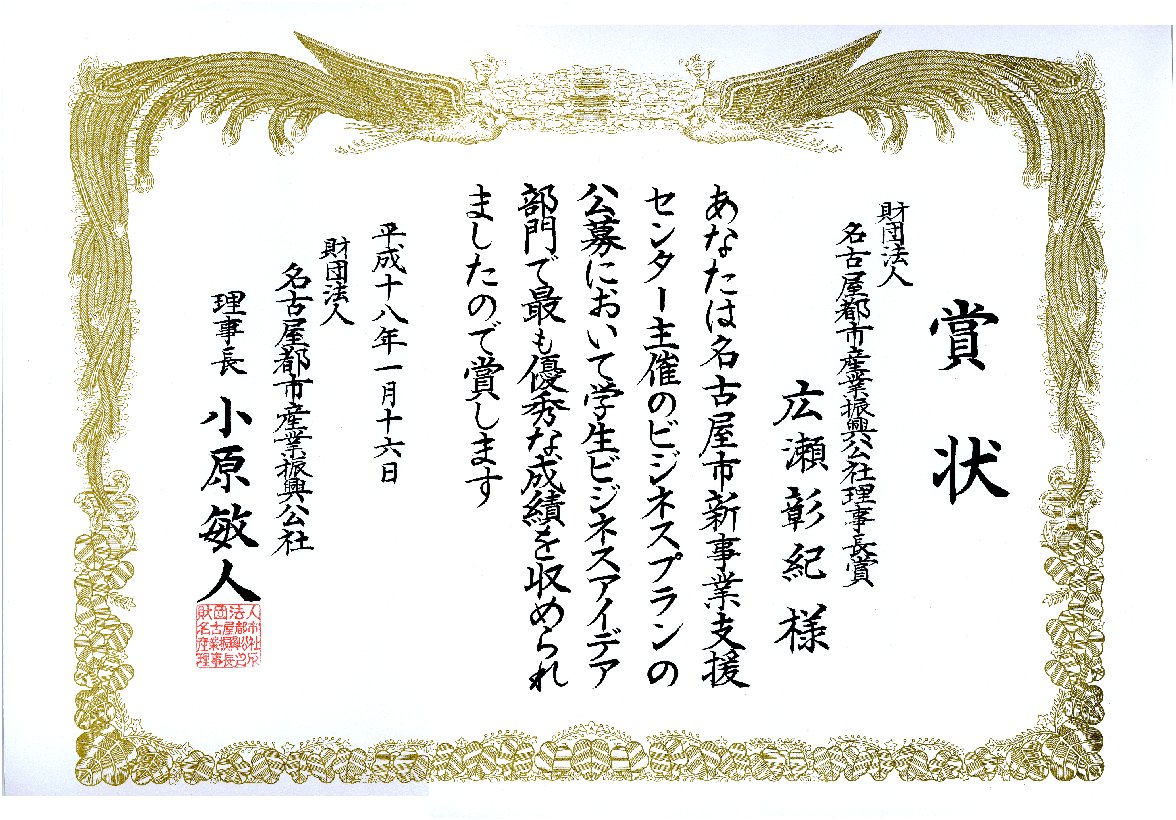 賞状
財団法人
名古屋都市産業振興公社理事長賞
広瀬彰紀様
あなたは名古屋市新事業支援
センター主催のビジネスプランの
公募において学生ビジネスアイデア
部門で最も優秀な成績を収められ
ましたので賞します
平成十八年一月十六日
財団法人
名古屋都市産業振興公社
理事長 小原敏人
財団法人
名古屋都市
産業振興公社
理事長之印